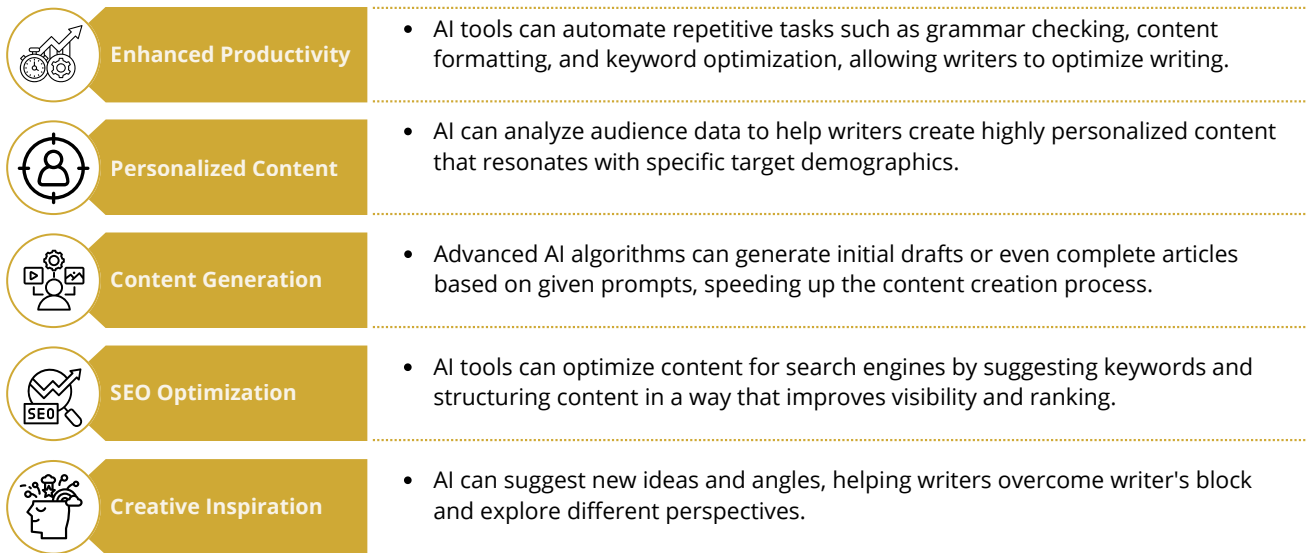 Enhanced Productivity
• AI tools can automate repetitive tasks such as grammar checking, content
formatting, and keyword optimization, allowing writers to optimize writing.
Personalized Content
• AI can analyze audience data to help writers create highly personalized content
that resonates with specific target demographics.
Content Generation
• Advanced AI algorithms can generate initial drafts or even complete articles
based on given prompts, speeding up the content creation process.
SEO
SEO Optimization
• AI tools can optimize content for search engines by suggesting keywords and
structuring content in a way that improves visibility and ranking.
Creative Inspiration
• AI can suggest new ideas and angles, helping writers overcome writer's block
and explore different perspectives.